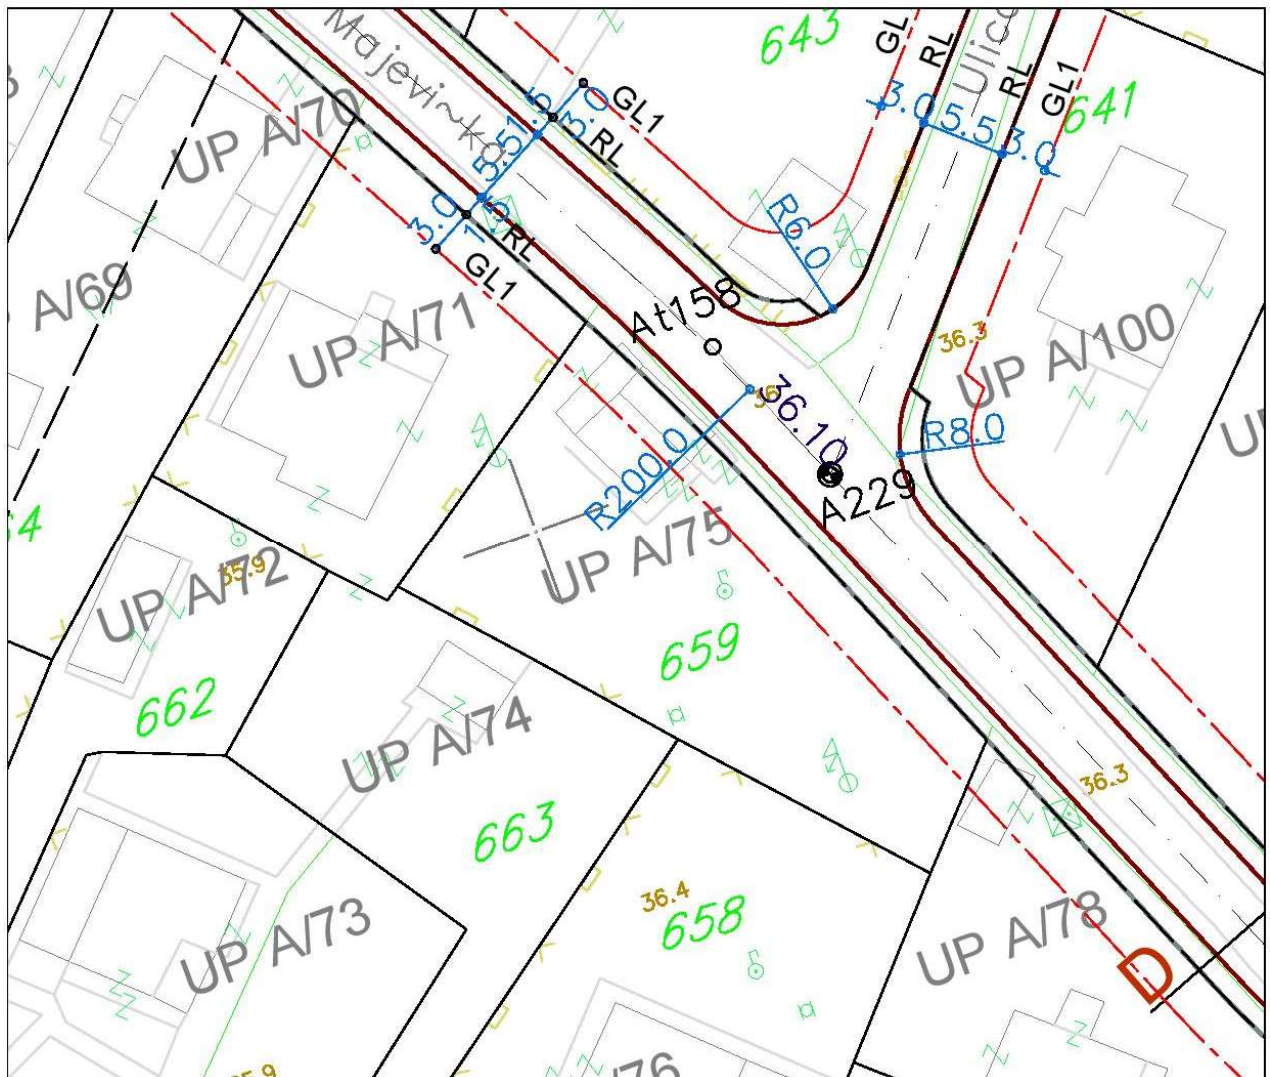 643
GL
RL
Ulica
RL
GL1
641
Majevi~k
UP A/70
5.5
1.5
3.0
GL1
RL
3.0
5.5
3.0
3.0
1.5
RL
GL1
R6.0
A/69
UP A/71
At158
36.3
UP A/100
36.10
R200.0
R8.0
A229
UP A/75
35.9
UP A/72
659
662
UP A/74
36.3
663
36.4
658
UP A/73
UP A/78
D